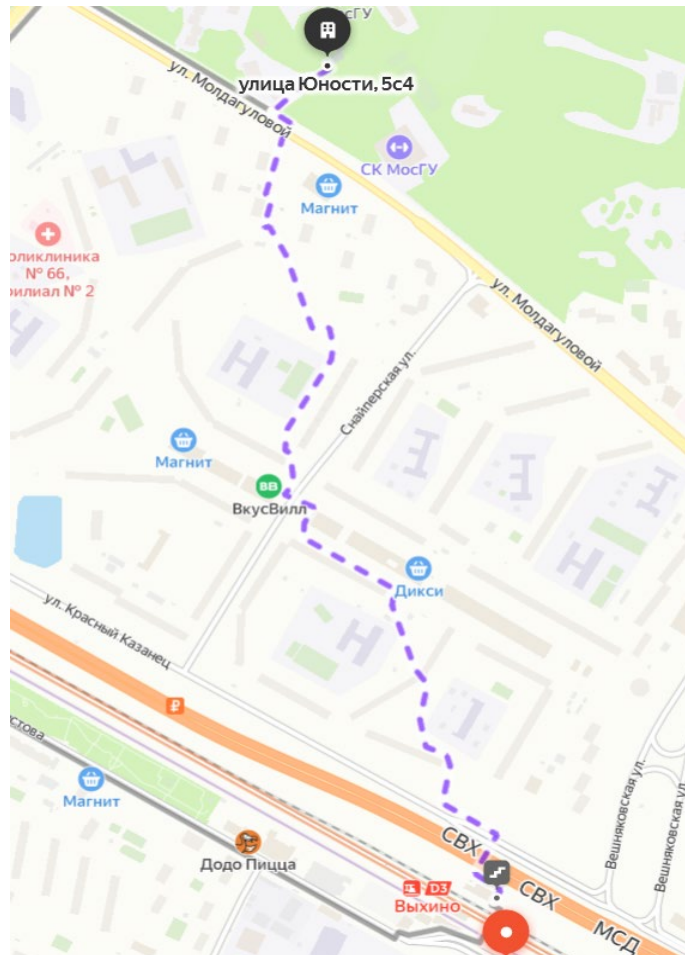 МосГУ
улица Юности, 5с4
ул. Молдагуловой
СК МосГУ
Магнит
оликлиника
№ 66,
филиал № 2
ул. Молдагуловой
Снайперская ул.
Магнит
ВВ
ВкусВилл
Дикси
ул. Красный Казанец
₽
стова
Магнит
Вешняковская ул.
Вешняковская ул.
СВХ
Додо Пицца
D3
СВХ
Выхино
МСД